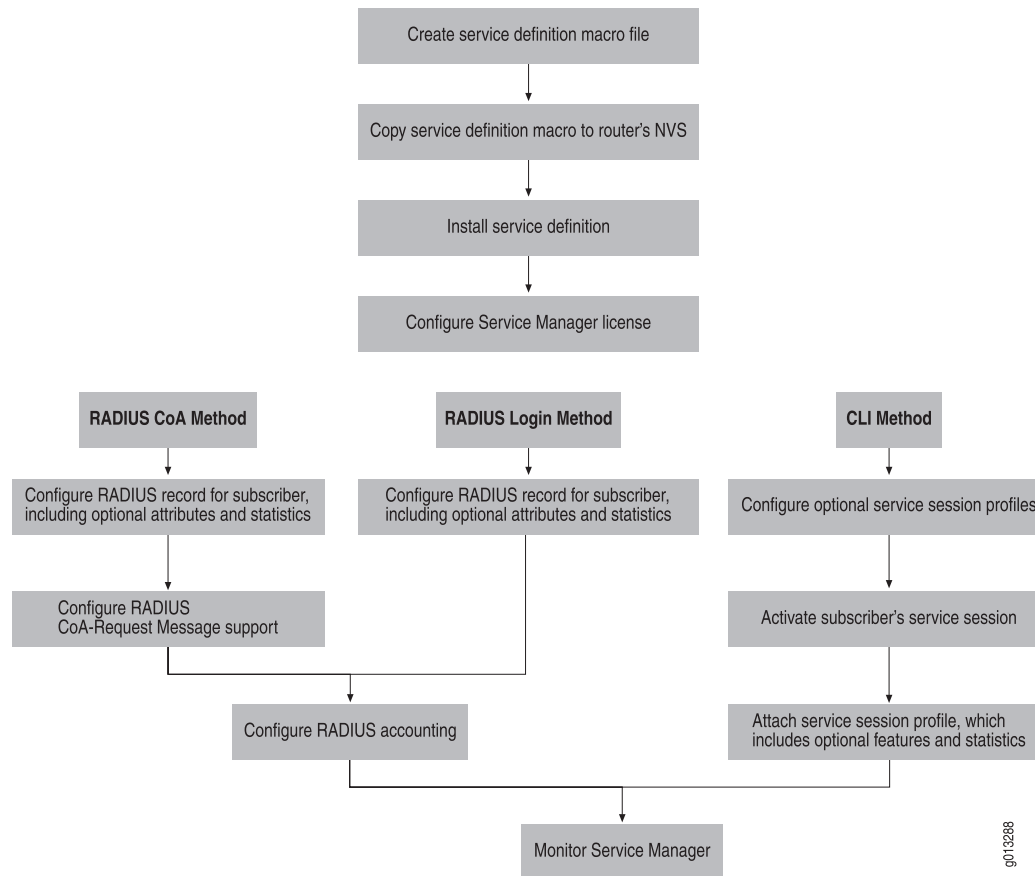 Create service definition macro file
Copy service definition macro to router's NVS
Install service definition
Configure Service Manager license
RADIUS CoA Method
RADIUS Login Method
CLI Method
Configure RADIUS record for subscriber,
including optional attributes and statistics
Configure RADIUS record for subscriber,
including optional attributes and statistics
Configure optional service session profiles
Configure RADIUS
CoA-Request Message support
Activate subscriber's service session
Configure RADIUS accounting
Attach service session profile, which
includes optional features and statistics
Monitor Service Manager
g013288